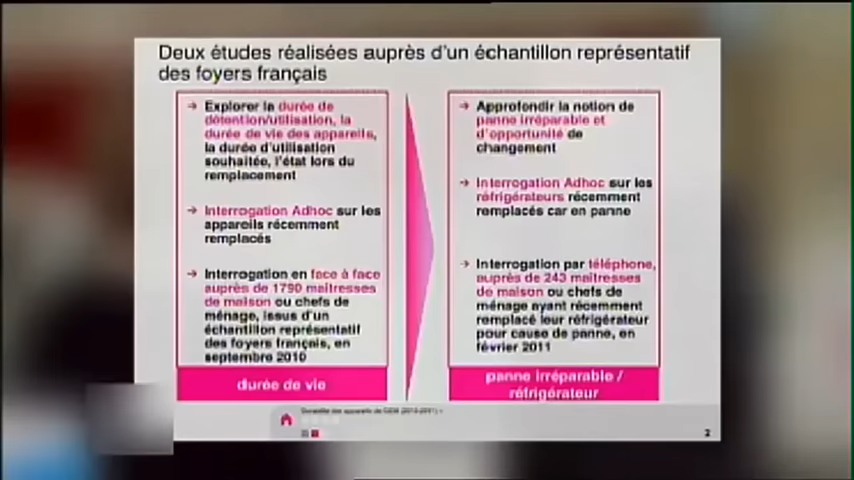 Deux études réalisées auprès d'un échantillon représentatif
des foyers français
→ Explorer la durée de
détention/utilisation, la
durée de vie des appareils,
la durée d'utilisation
souhaitée, l'état lors du
remplacement
→ Interrogation Adhoc sur les
appareils récemment
remplacés
→ Interrogation en face à face
auprès de 1790 maîtresses
de maison ou chefs de
ménage, issus d'un
échantillon représentatif
des foyers français, en
septembre 2010
durée de vie
→ Approfondir la notion de
panne irréparable et
d'opportunité de
changement
→ Interrogation Adhoc sur les
réfrigérateurs récemment
remplacés car en panne
→ Interrogation par téléphone,
auprès de 243 maîtresses
de maison ou chefs de
ménage ayant récemment
remplacé leur réfrigérateur
pour cause de panne, en
février 2011
panne irréparable /
réfrigérateur
2